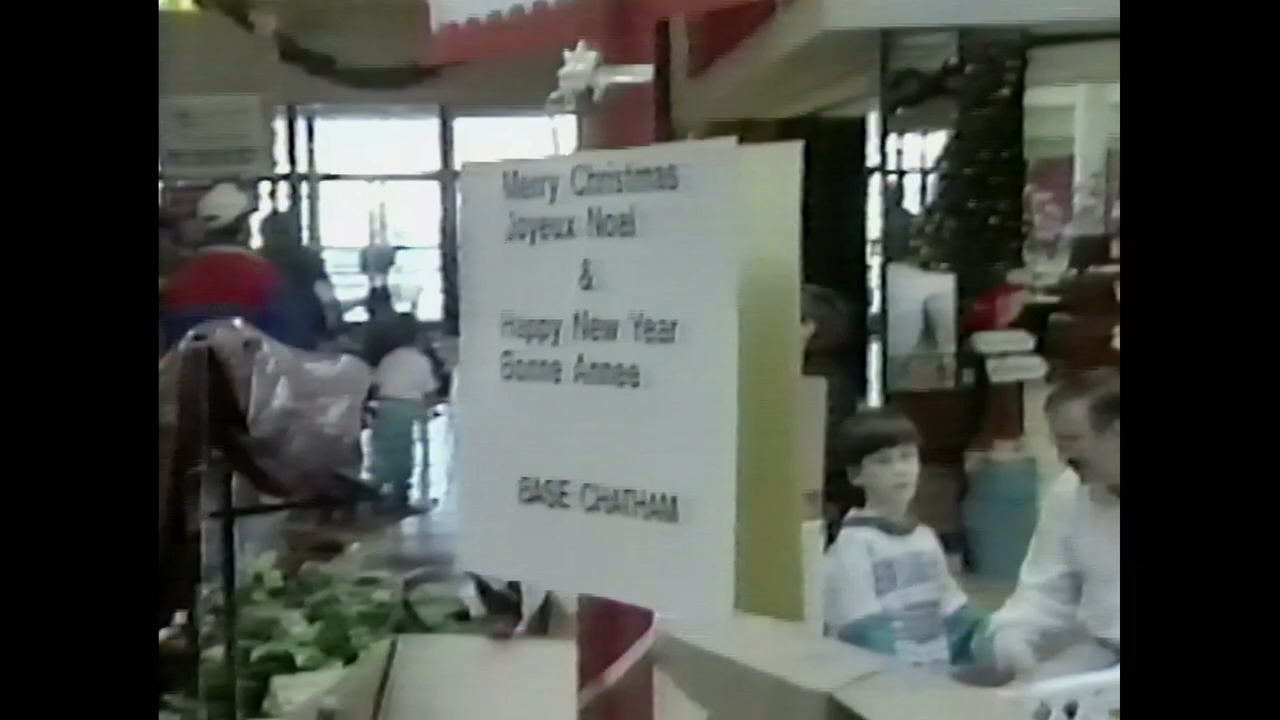 Merry Christmas
Joyeux Noel
&
Happy New Year
Bonne Annee
BASE CHATHAM